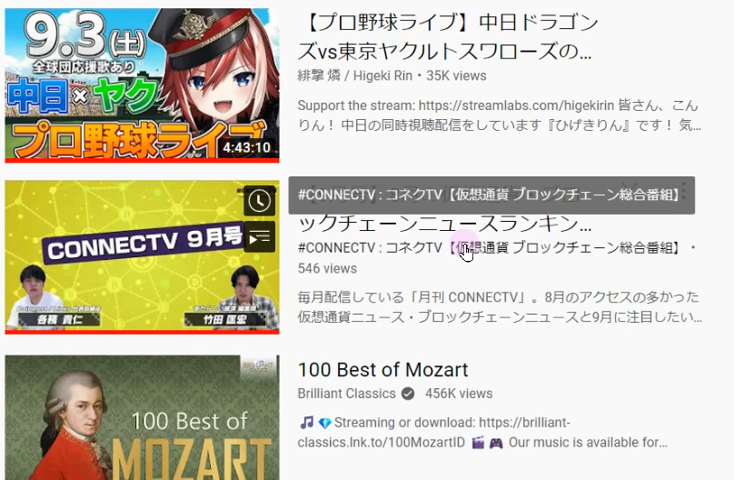 9.3(土)
全球団応援歌あり
中日×ヤク
プロ野球ライブ
4:43:10
【プロ野球ライブ】中日ドラゴン
ズvs東京ヤクルトスワローズの…
緋撃 燐 / Higeki Rin・35K views
Support the stream: https://streamlabs.com/higekirin 皆さん、こん
りん！ 中日の同時視聴配信をしています『ひげきりん』です！ 気...
CONNECTV 9月号
各務 貴仁
竹田 匡宏
#CONNECTV : コネクTV【仮想通貨 ブロックチェーン総合番組】
ックチェーンニュースランキン…
#CONNECTV : コネクTV【仮想通貨 ブロックチェーン総合番組】・
546 views
毎月配信している「月刊 CONNECTV」。8月のアクセスの多かった
仮想通貨ニュース・ブロックチェーンニュースと9月に注目したい...
100 Best of
MOZART
100 Best of Mozart
Brilliant Classics 456K views
🎵💎Streaming or download: https://brilliant-
classics.lnk.to/100MozartID 🎬 🎮 Our music is available for...